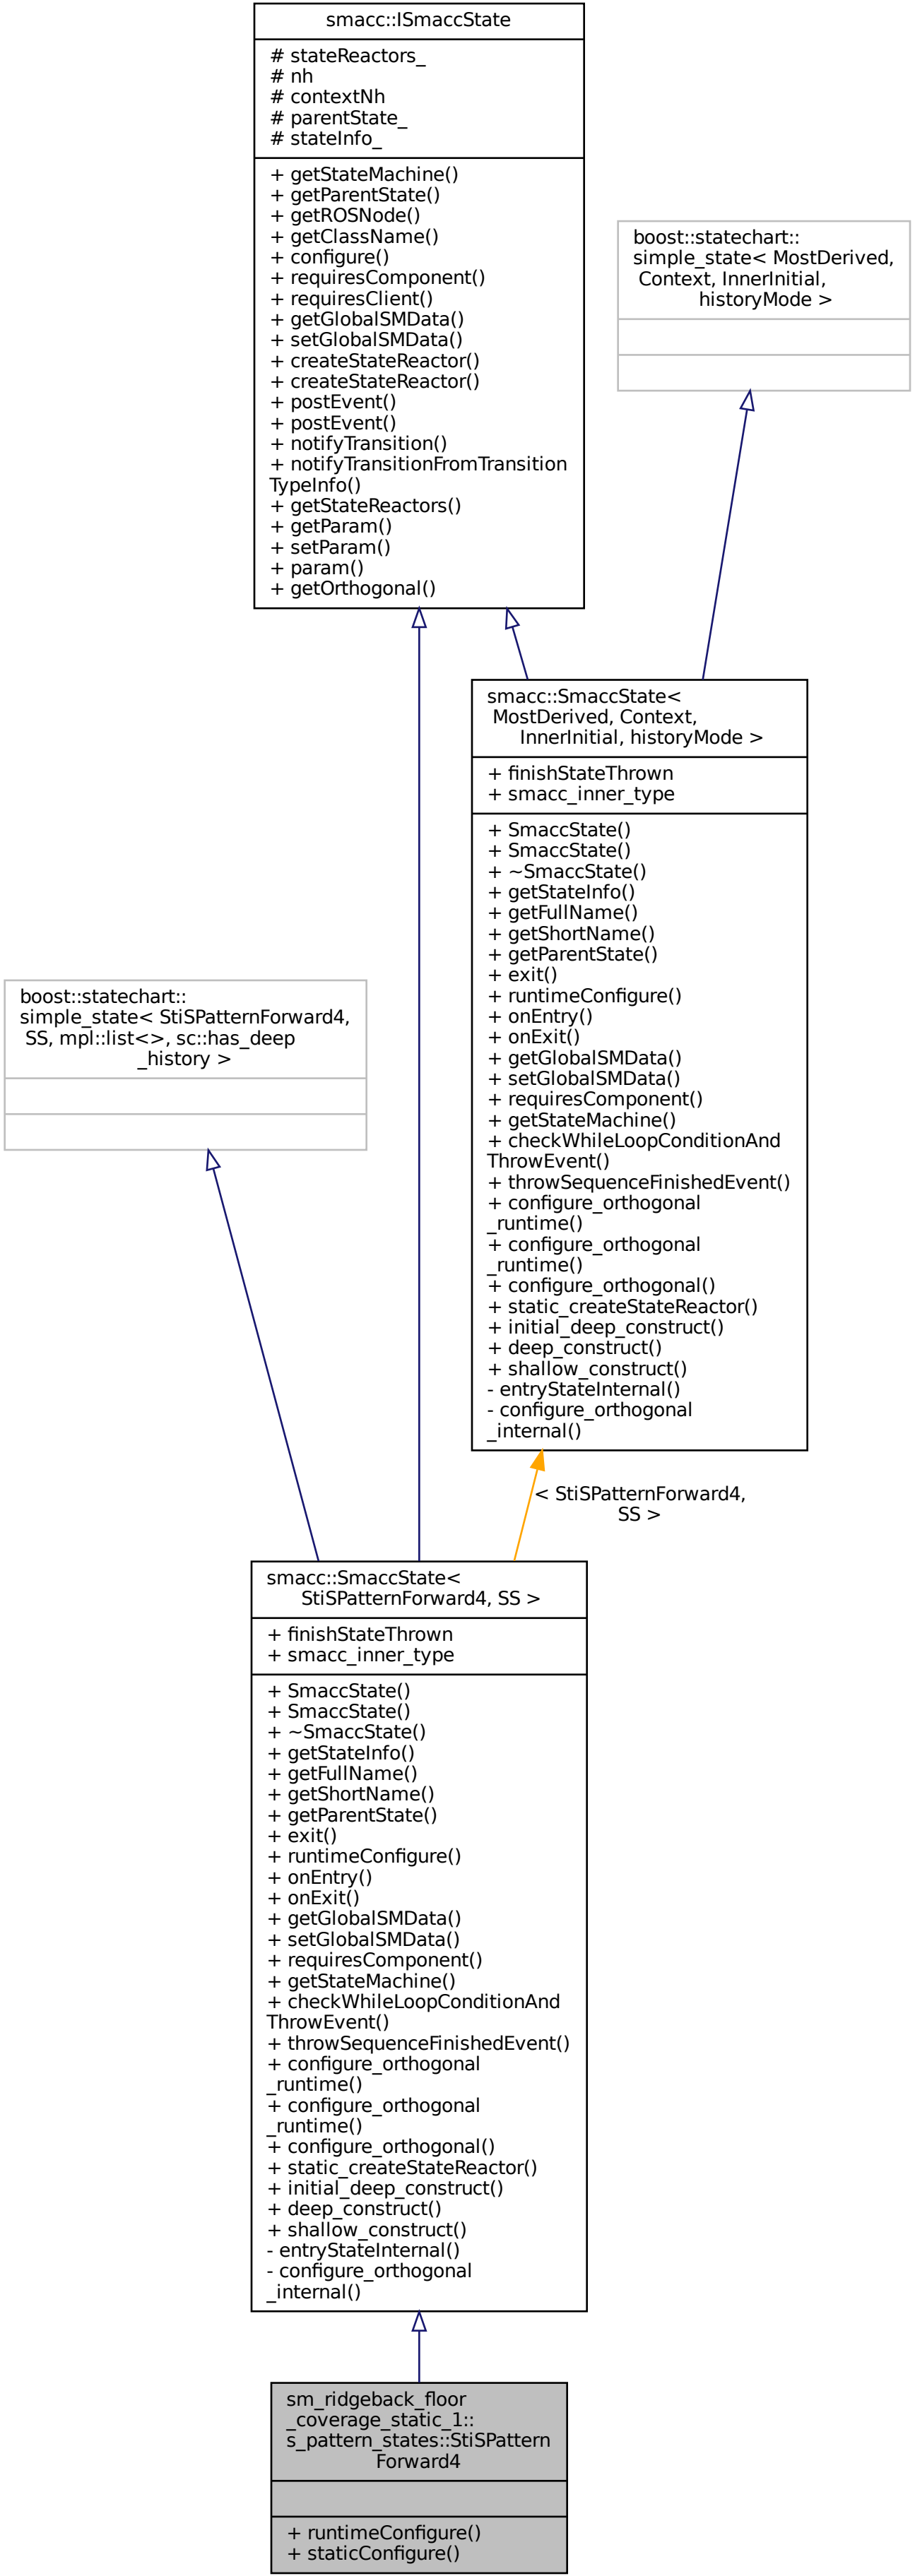 smacc::ISmaccState
# stateReactors_
# nh
# contextNh
# parentState_
# stateInfo_
+ getStateMachine()
+ getParentState()
+ getROSNode()
+ getClassName()
+ configure()
+ requiresComponent()
+ requiresClient()
+ getGlobalSMData()
+ setGlobalSMData()
+ createStateReactor()
+ createStateReactor()
+ postEvent()
+ postEvent()
+ notifyTransition()
+ notifyTransitionFromTransition
TypeInfo()
+ getStateReactors()
+ getParam()
+ setParam()
+ param()
+ getOrthogonal()
boost::statechart::
simple_state< MostDerived,
Context, InnerInitial,
historyMode >
smacc::SmaccState<
MostDerived, Context,
InnerInitial, historyMode >
+ finishStateThrown
+ smacc_inner_type
+ SmaccState()
+ SmaccState()
+ ~SmaccState()
+ getStateInfo()
+ getFullName()
+ getShortName()
+ getParentState()
+ exit()
+ runtimeConfigure()
+ onEntry()
+ onExit()
+ getGlobalSMData()
+ setGlobalSMData()
+ requiresComponent()
+ getStateMachine()
+ checkWhileLoopConditionAnd
ThrowEvent()
+ throwSequenceFinishedEvent()
+ configure_orthogonal
_runtime()
+ configure_orthogonal
_runtime()
+ configure_orthogonal()
+ static_createStateReactor()
+ initial_deep_construct()
+ deep_construct()
+ shallow_construct()
- entryStateInternal()
- configure_orthogonal
_internal()
boost::statechart::
simple_state< StiSPatternForward4,
SS, mpl::list<>, sc::has_deep
_history >
< StiSPatternForward4,
SS >
smacc::SmaccState<
StiSPatternForward4, SS >
+ finishStateThrown
+ smacc_inner_type
+ SmaccState()
+ SmaccState()
+ ~SmaccState()
+ getStateInfo()
+ getFullName()
+ getShortName()
+ getParentState()
+ exit()
+ runtimeConfigure()
+ onEntry()
+ onExit()
+ getGlobalSMData()
+ setGlobalSMData()
+ requiresComponent()
+ getStateMachine()
+ checkWhileLoopConditionAnd
ThrowEvent()
+ throwSequenceFinishedEvent()
+ configure_orthogonal
_runtime()
+ configure_orthogonal
_runtime()
+ configure_orthogonal()
+ static_createStateReactor()
+ initial_deep_construct()
+ deep_construct()
+ shallow_construct()
- entryStateInternal()
- configure_orthogonal
_internal()
sm_ridgeback_floor
_coverage_static_1::
s_pattern_states::StiSPattern
Forward4
+ runtimeConfigure()
+ staticConfigure()